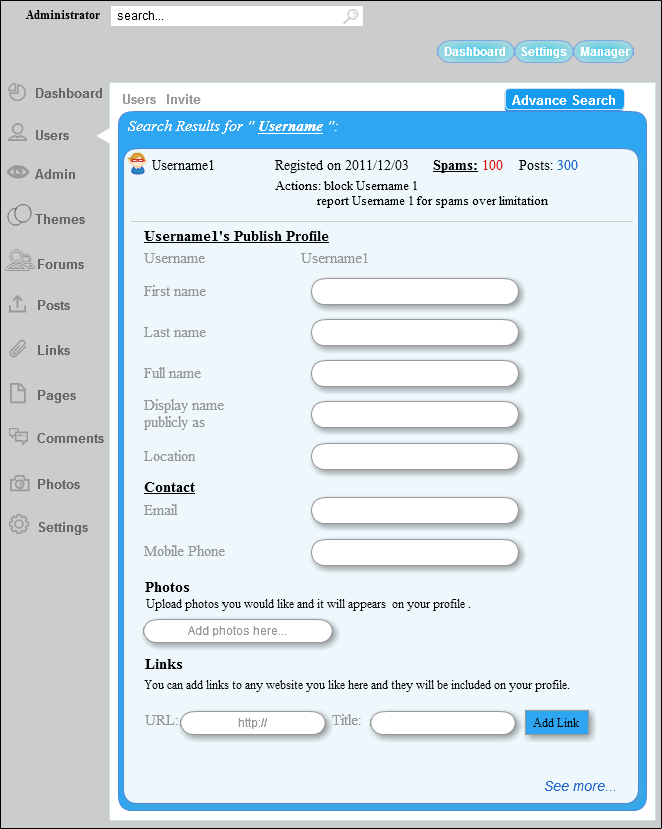 Administrator search...
Dashboard Settings Manager
Dashboard
Users
Admin
Themes
Forums
Posts
Links
Pages
Comments
Photos
Settings
Users Invite
Advance Search
Search Results for " Username ":
Username1 Registed on 2011/12/03 Spams: 100 Posts: 300
Actions: block Username 1
report Username 1 for spams over limitation
Username1's Publish Profile
Username Username1
First name
Last name
Full name
Display name
publicly as
Location
Contact
Email
Mobile Phone
Photos
Upload photos you would like and it will appears on your profile .
Add photos here...
Links
You can add links to any website you like here and they will be included on your profile.
URL: http:// Title: Add Link
See more...